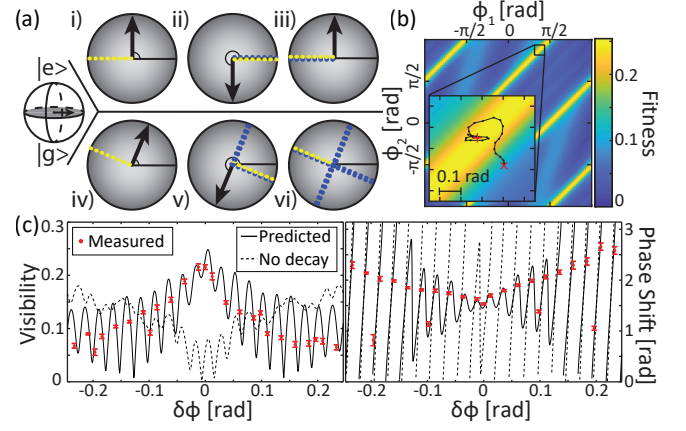 (a)
i)
ii)
iii)
|e>
|g>
iv)
v)
vi)
(b)
ϕ1 [rad]
-π/2
0
π/2
ϕ2 [rad]
π/2
0
-π/2
0.1 rad
Fitness
0.2
0.1
0
(c)
Measured
Predicted
No decay
Visibility
0.3
0.2
0.1
0
-0.2 -0.1 0 0.1 0.2
δϕ [rad]
Phase Shift [rad]
3
2
1
0
-0.2 -0.1 0 0.1 0.2
δϕ [rad]